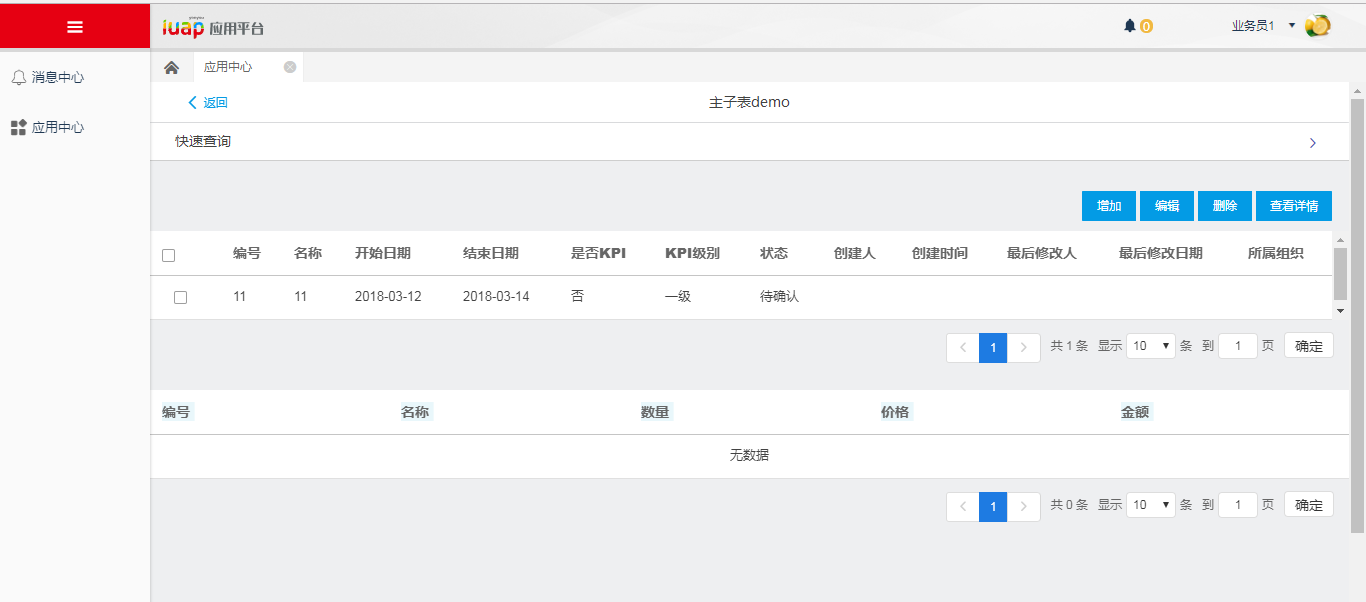 iuap 应用平台 0 业务员1
消息中心
应用中心
应用中心
返回 主子表demo
快速查询
增加 编辑 删除 查看详情
编号 名称 开始日期 结束日期 是否KPI KPI级别 状态 创建人 创建时间 最后修改人 最后修改日期 所属组织
11 11 2018-03-12 2018-03-14 否 一级 待确认
1 共 1 条 显示 10 条 到 1 页 确定
编号 名称 数量 价格 金额
无数据
1 共 0 条 显示 10 条 到 1 页 确定